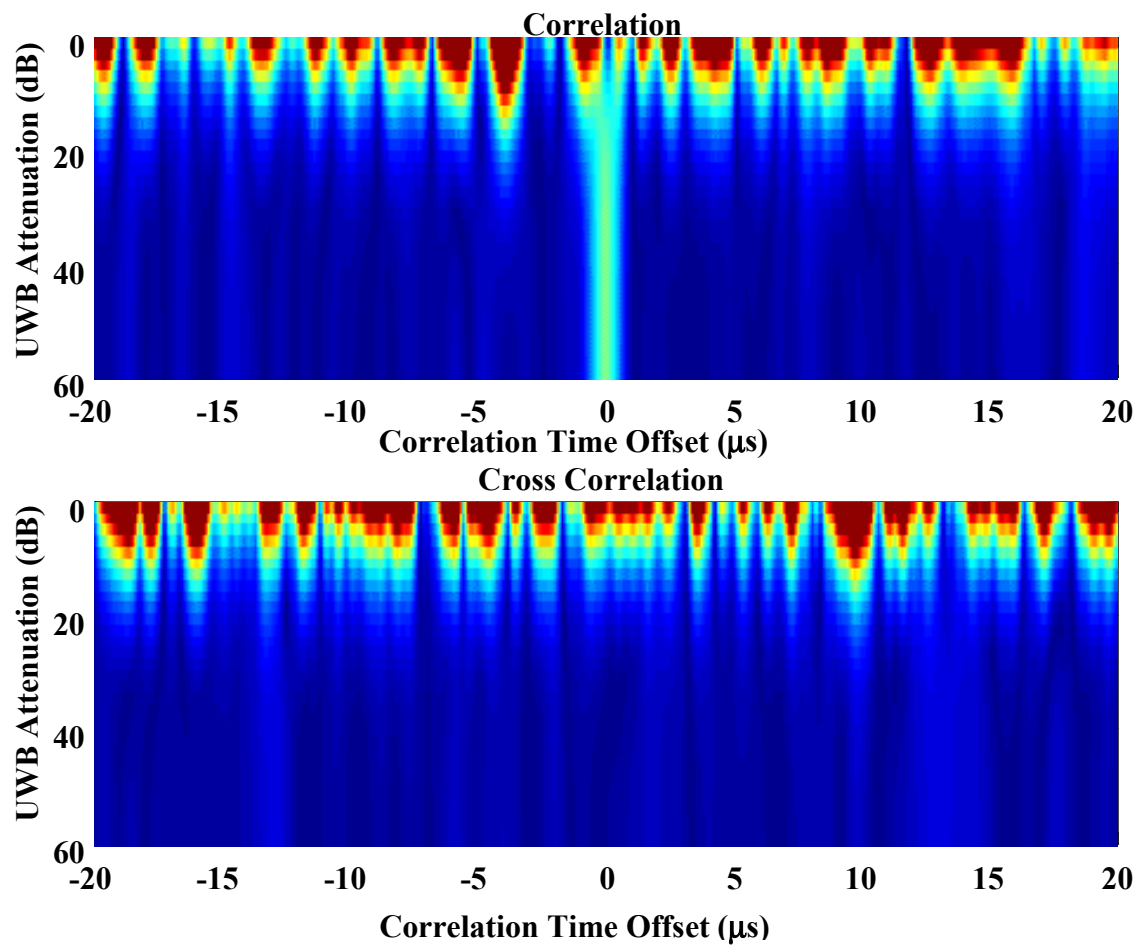 Correlation
UWB Attenuation (dB)
0
20
40
60
-20 -15 -10 -5 0 5 10 15 20
Correlation Time Offset (μs)
Cross Correlation
UWB Attenuation (dB)
0
20
40
60
-20 -15 -10 -5 0 5 10 15 20
Correlation Time Offset (μs)